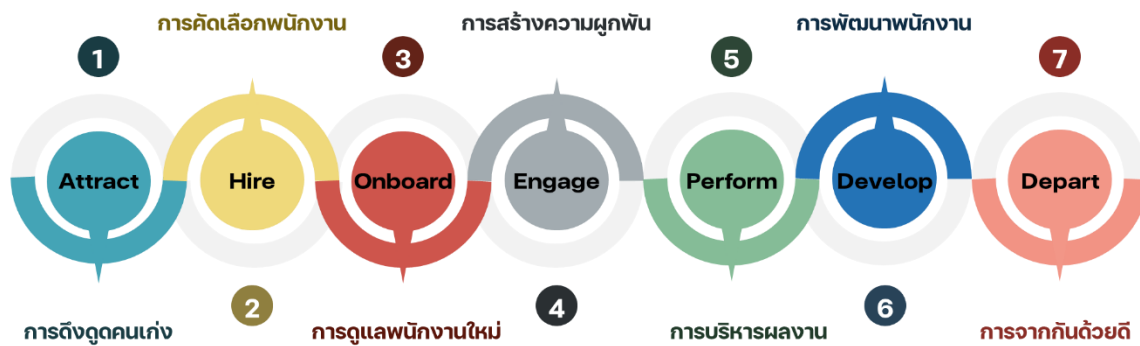 การคัดเลือกพนักงาน
การสร้างความผูกพัน
การพัฒนาพนักงาน
1
3
5
7
Attract
Hire
Onboard
Engage
Perform
Develop
Depart
2
4
6
การดึงดูดคนเก่ง
การดูแลพนักงานใหม่
การบริหารผลงาน
การจากกันด้วยดี